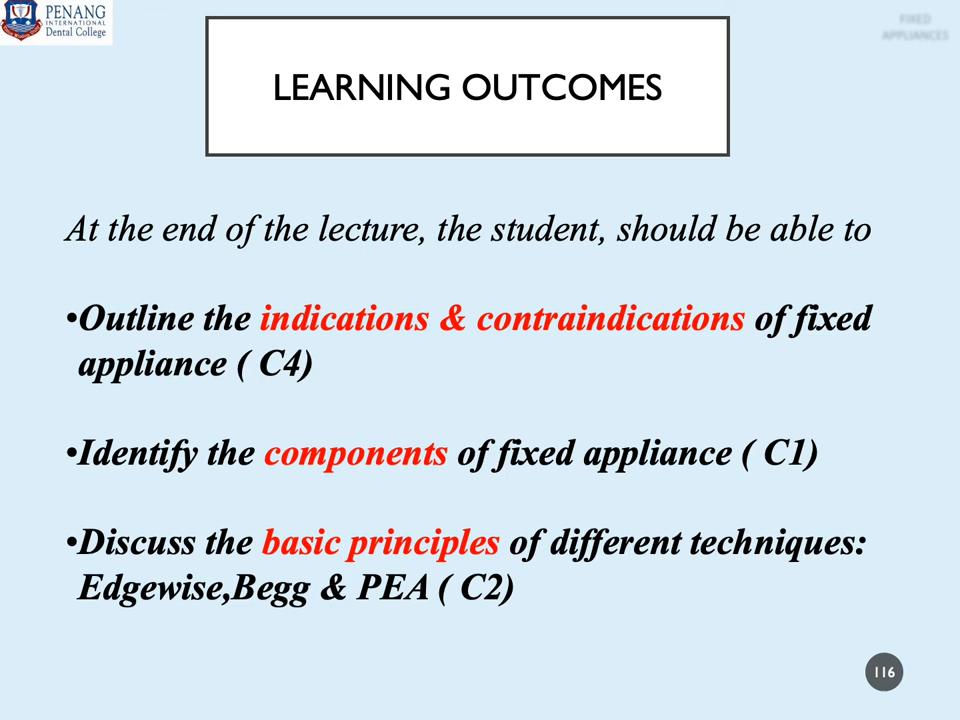 PENANG
INTERNATIONAL
Dental College
FIXED
APPLIANCES
LEARNING OUTCOMES
At the end of the lecture, the student, should be able to
•Outline the indications & contraindications of fixed
appliance ( C4)
•Identify the components of fixed appliance ( C1)
•Discuss the basic principles of different techniques:
Edgewise,Begg & PEA ( C2)
116